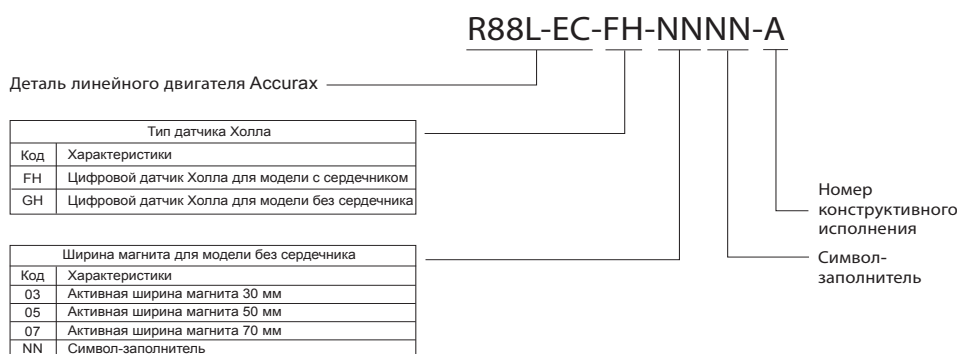 R88L-EC-FH-NNNN-A
Деталь линейного двигателя Accurax
Тип датчика Холла
Код Характеристики
FH Цифровой датчик Холла для модели с сердечником
GH Цифровой датчик Холла для модели без сердечника
Номер
конструктивного
исполнения
Символ-
заполнитель
Ширина магнита для модели без сердечника
Код Характеристики
03 Активная ширина магнита 30 мм
05 Активная ширина магнита 50 мм
07 Активная ширина магнита 70 мм
NN Символ-заполнитель